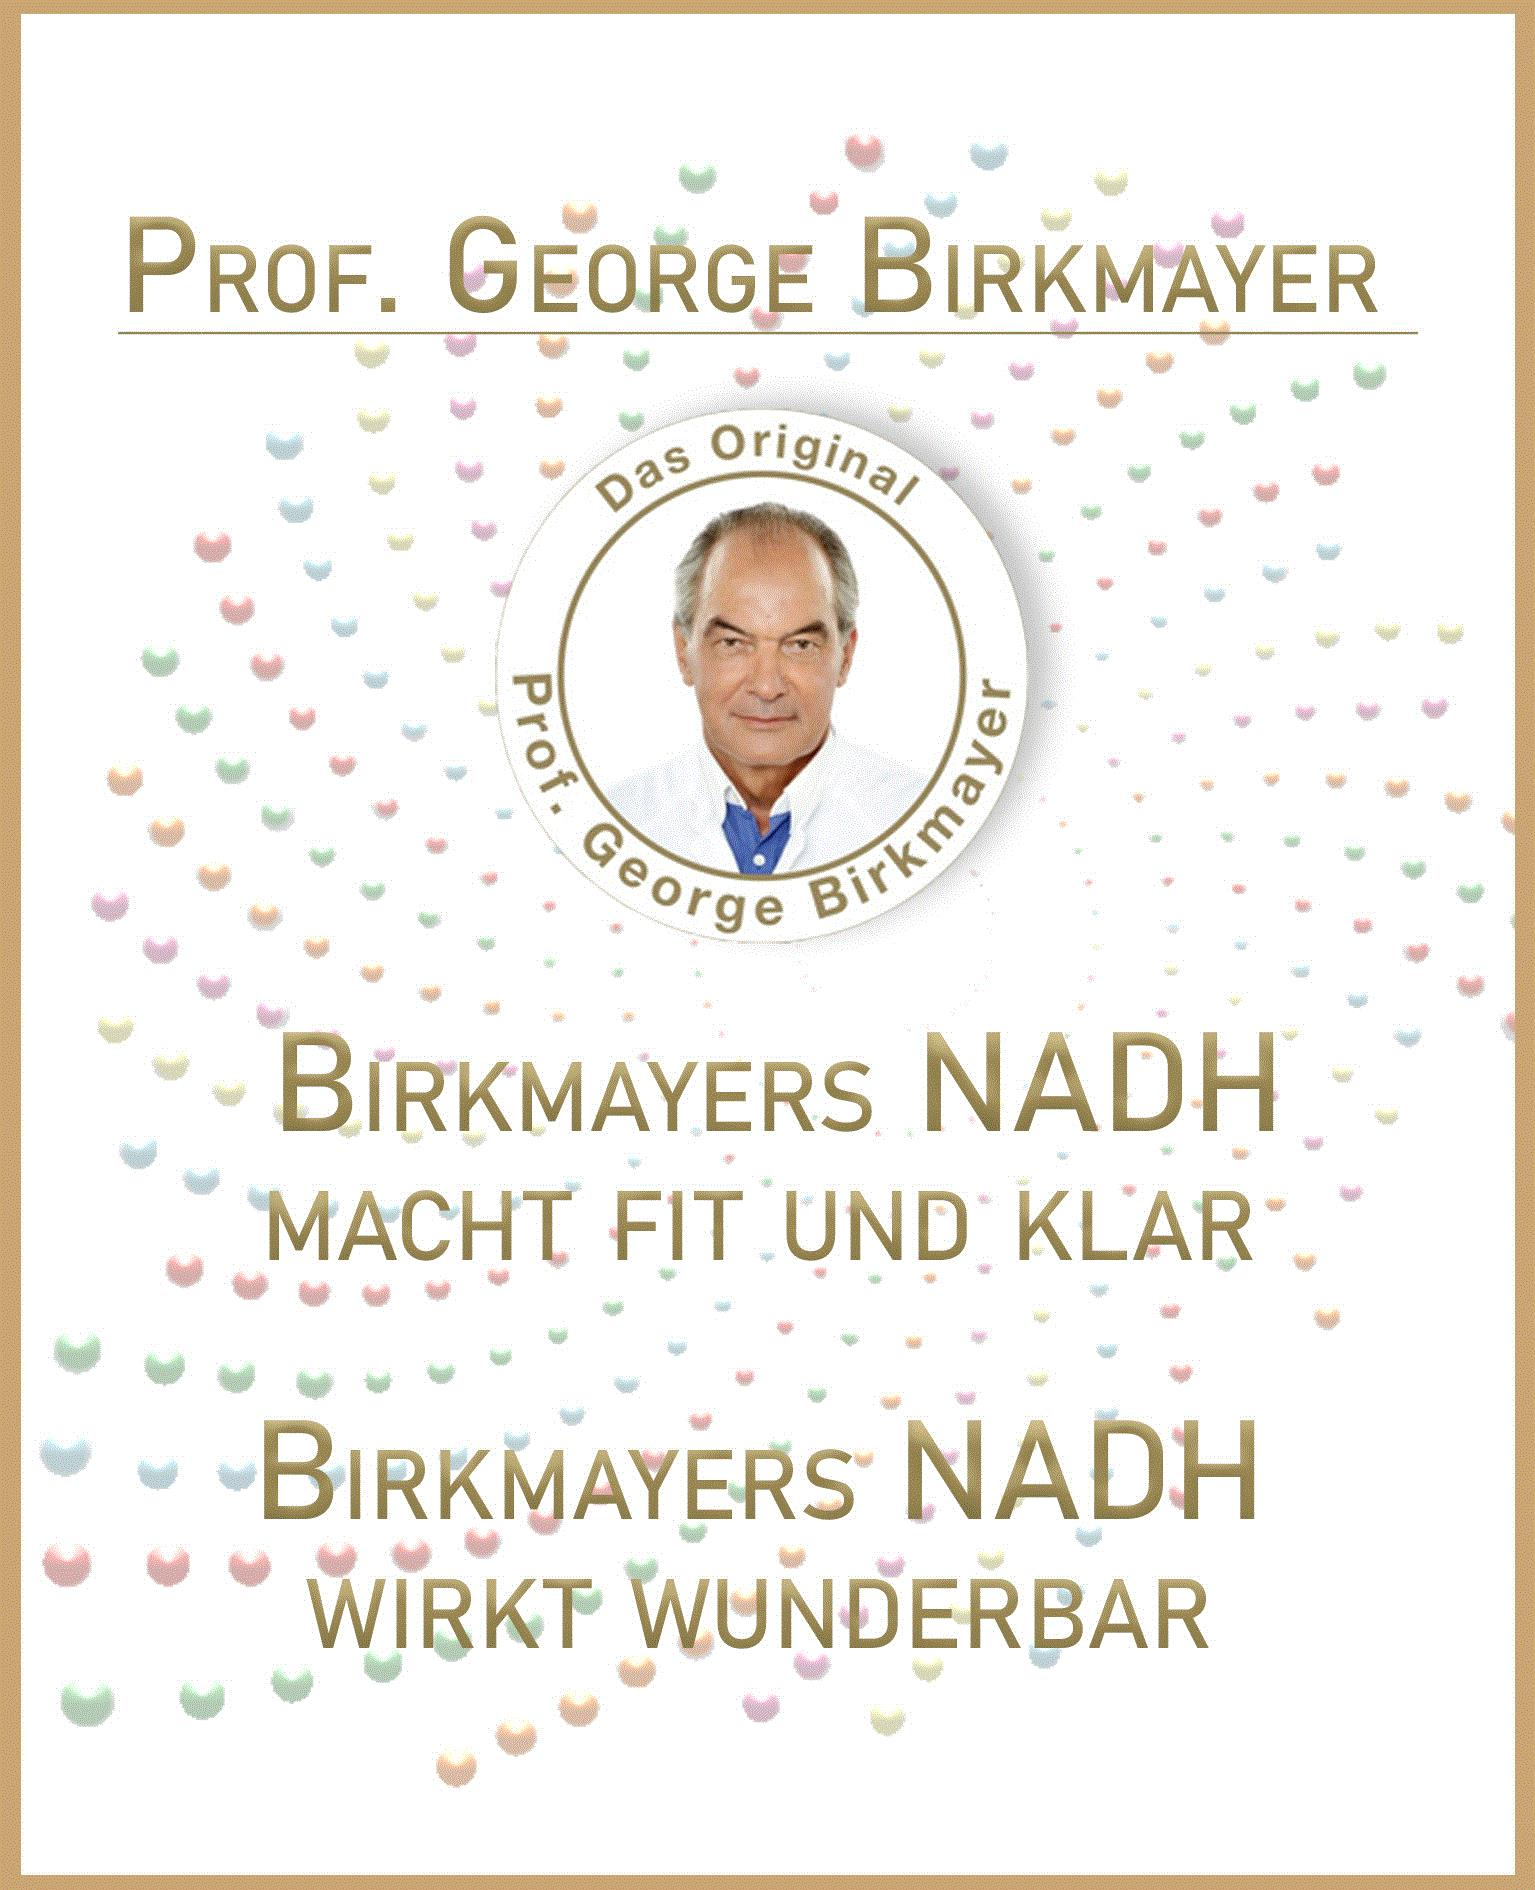 Prof. George Birkmayer
Das Original
Prof. George Birkmayer
Birkmayers NADH
macht fit und klar
Birkmayers NADH
wirkt wunderbar